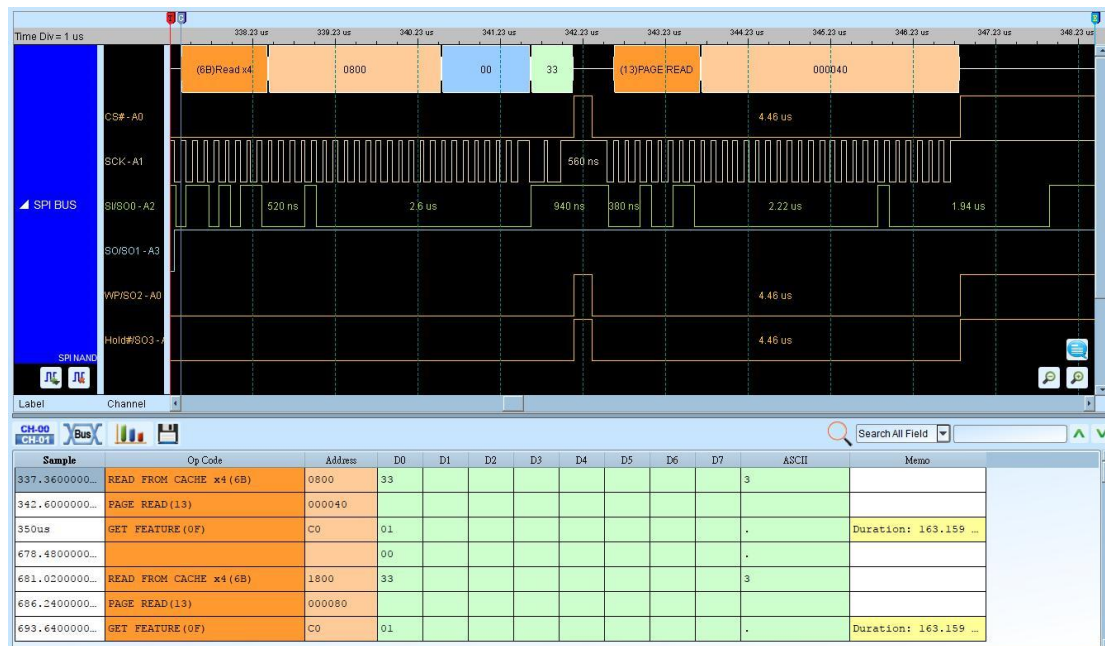 T C 2
Time Div = 1 us 338.23 us 339.23 us 340.23 us 341.23 us 342.23 us 343.23 us 344.23 us 345.23 us 346.23 us 347.23 us 348.23 us
(6B)Read x4 0800 00 33 (13)PAGE READ 000040
CS# - A0 4.46 us
SCK - A1 560 ns
SPI BUS SI/SO0 - A2 520 ns 2.6 us 940 ns 380 ns 2.22 us 1.94 us
SO/SO1 - A3
WP/SO2 - A0 4.46 us
Hold#/SO3 - 4.46 us
SPI NAND
Label Channel
CH-00
CH-01 Bus Search All Field
Sample Op Code Address D0 D1 D2 D3 D4 D5 D6 D7 ASCII Memo
337.3600000... READ FROM CACHE x4(6B) 0800 33 3
342.6000000... PAGE READ(13) 000040
350us GET FEATURE(0F) C0 01 . Duration: 163.159 ...
678.4800000... 00 .
681.0200000... READ FROM CACHE x4(6B) 1800 33 3
686.2400000... PAGE READ(13) 000080
693.6400000... GET FEATURE(0F) C0 01 . Duration: 163.159 ...